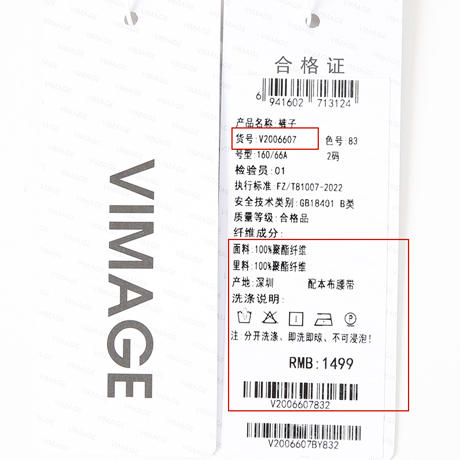 VIMAGE
合格证
6 941602 713124
产品名称:裤子
货号:V2006607 色号:83
号型:160/66A 2码
检验员:01
执行标准:FZ/T81007-2022
安全技术类别:GB18401 B类
质量等级:合格品
纤维成分:
面料:100%聚酯纤维
里料:100%聚酯纤维
产地:深圳 配本布腰带
洗涤说明:
注:分开洗涤、即洗即晾、不可浸泡!
RMB:1499
V2006607832
V2006607BY832